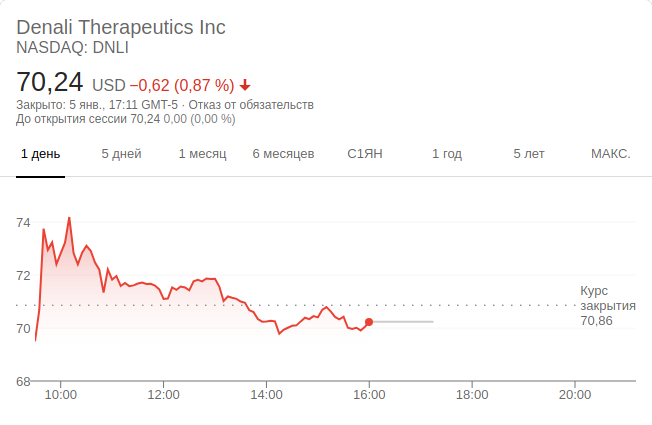 Denali Therapeutics Inc
NASDAQ: DNLI
70,24 USD −0,62 (0,87 %)
Закрыто: 5 янв., 17:11 GMT-5 · Отказ от обязательств
До открытия сессии 70,24 0,00 (0,00 %)
1 день 5 дней 1 месяц 6 месяцев С1ЯН 1 год 5 лет МАКС.
74
72
Курс
закрытия
70,86
70
68
10:00 12:00 14:00 16:00 18:00 20:00